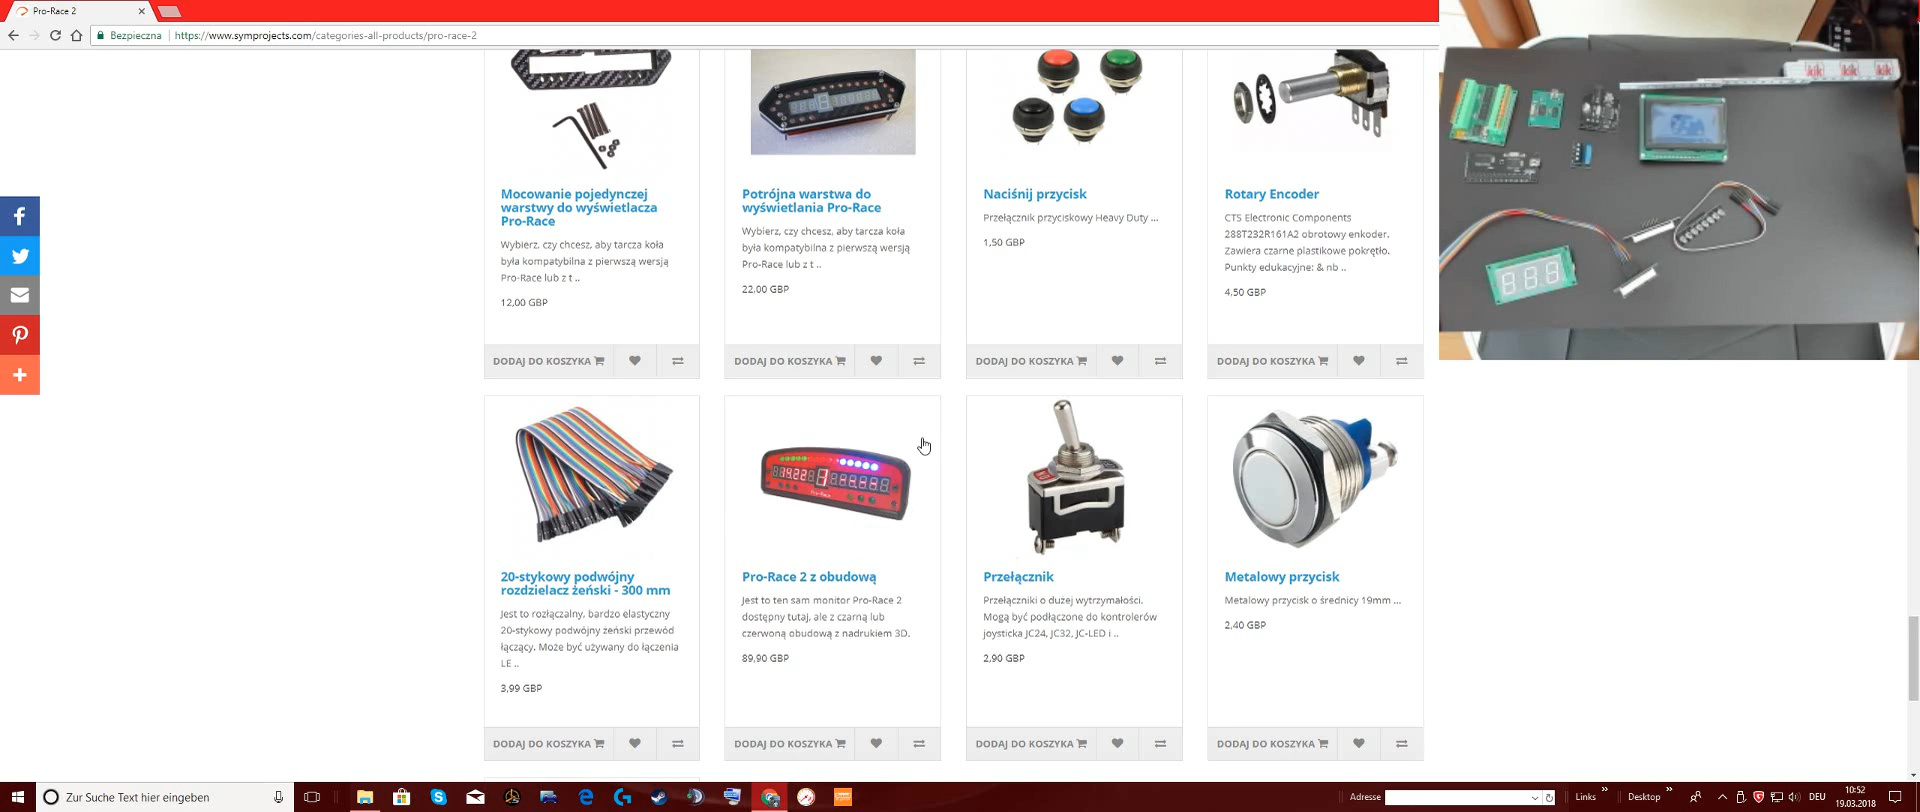 Pro-Race 2
Bezpieczna
https://www.symprojects.com/categories-all-products/pro-race-2
kik kik kik
Mocowanie pojedynczej
warstwy do wyświetlacza
Pro-Race
Wybierz, czy chcesz, aby tarcza koła
była kompatybilna z pierwszą wersją
Pro-Race lub z t ..
12,00 GBP
Potrójna warstwa do
wyświetlania Pro-Race
Wybierz, czy chcesz, aby tarcza koła
była kompatybilna z pierwszą wersją
Pro-Race lub z t ..
22,00 GBP
Naciśnij przycisk
Przełącznik przyciskowy Heavy Duty ...
1,50 GBP
Rotary Encoder
CTS Electronic Components
288T232R161A2 obrotowy enkoder.
Zawiera czarne plastikowe pokrętło.
Punkty edukacyjne: & nb ..
4,50 GBP
DODAJ DO KOSZYKA
DODAJ DO KOSZYKA
DODAJ DO KOSZYKA
DODAJ DO KOSZYKA
20-stykowy podwójny
rozdzielacz żeński - 300 mm
Jest to rozłączalny, bardzo elastyczny
20-stykowy podwójny żeński przewód
łączący. Może być używany do łączenia
LE ..
3,99 GBP
Pro-Race
Pro-Race 2 z obudową
Jest to ten sam monitor Pro-Race 2
dostępny tutaj, ale z czarną lub
czerwoną obudową z nadrukiem 3D.
89,90 GBP
Przełącznik
Przełączniki o dużej wytrzymałości.
Mogą być podłączone do kontrolerów
joysticka JC24, JC32, JC-LED i ..
2,90 GBP
Metalowy przycisk
Metalowy przycisk o średnicy 19mm ...
2,40 GBP
DODAJ DO KOSZYKA
DODAJ DO KOSZYKA
DODAJ DO KOSZYKA
DODAJ DO KOSZYKA
Zur Suche Text hier eingeben
Adresse
Links
Desktop
DEU
10:52
19.03.2018